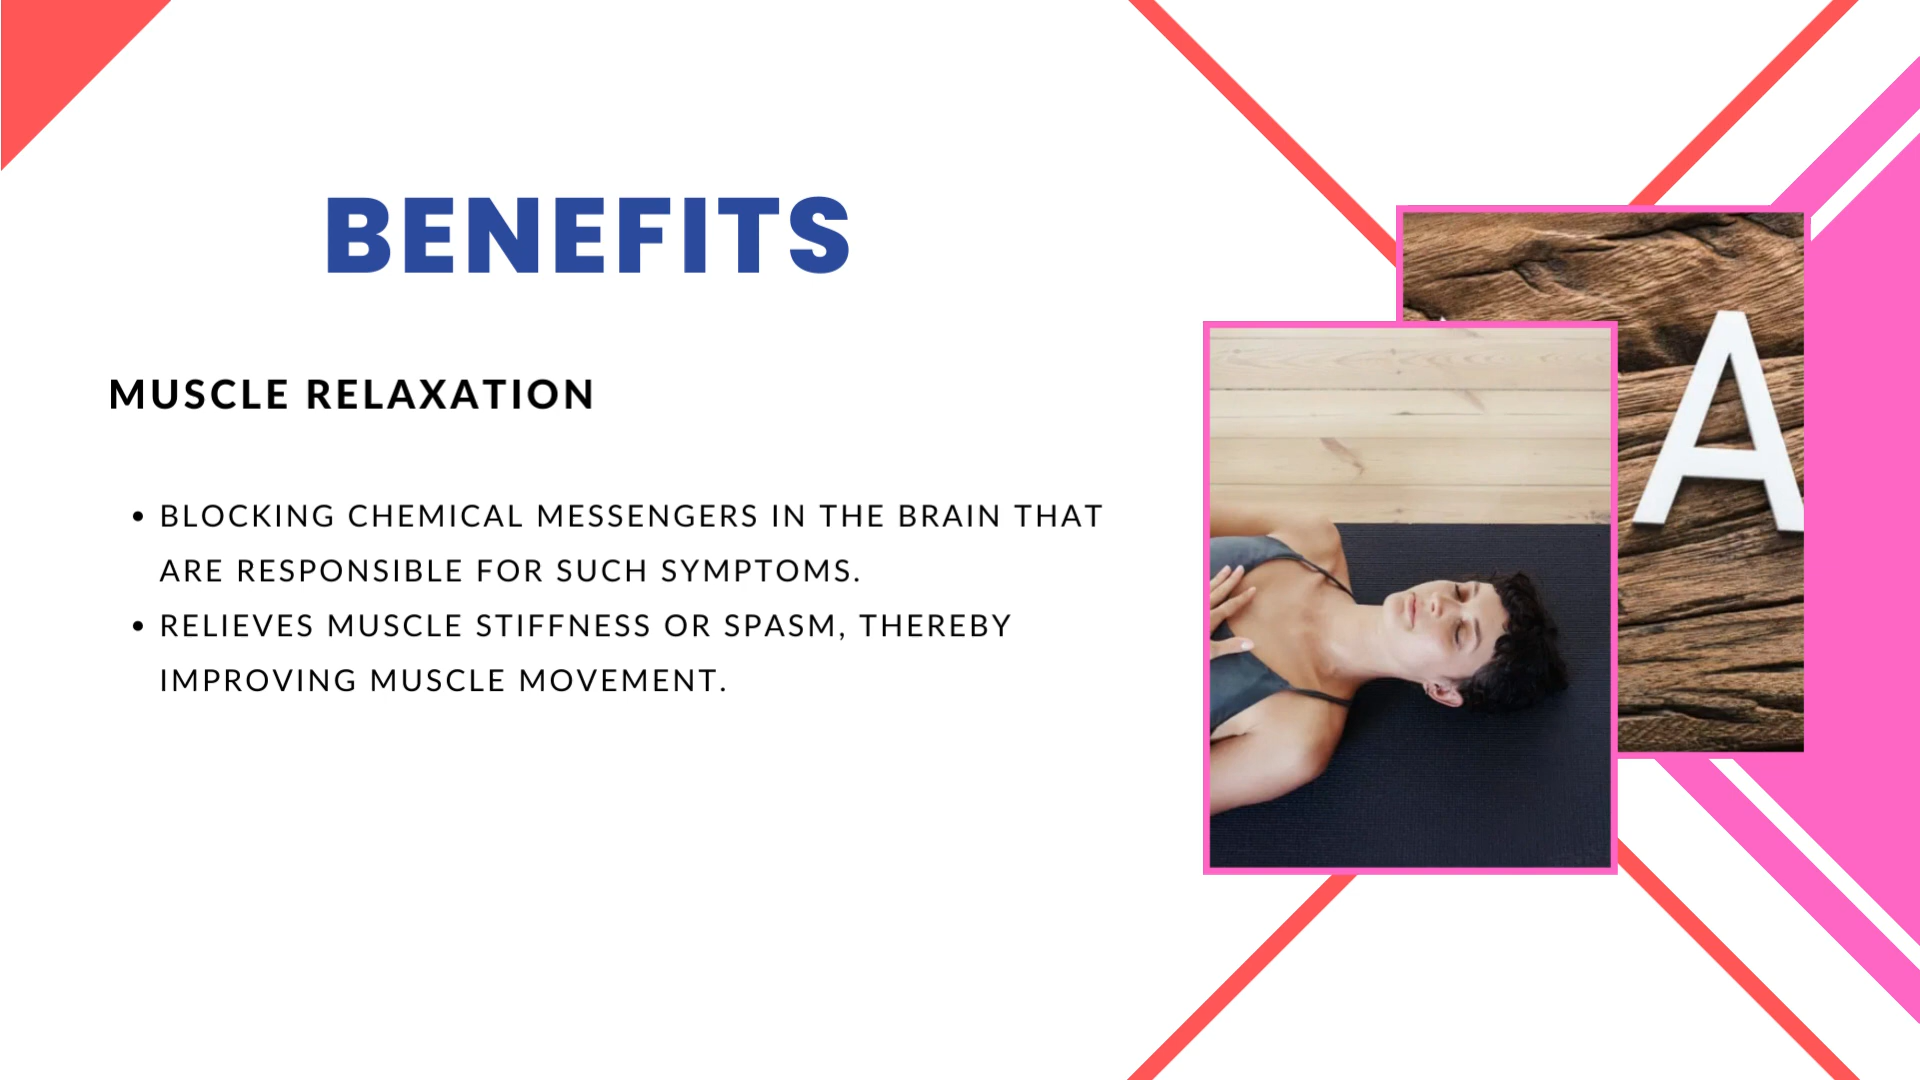 BENEFITS
MUSCLE RELAXATION
• BLOCKING CHEMICAL MESSENGERS IN THE BRAIN THAT
ARE RESPONSIBLE FOR SUCH SYMPTOMS.
• RELIEVES MUSCLE STIFFNESS OR SPASM, THEREBY
IMPROVING MUSCLE MOVEMENT.
A